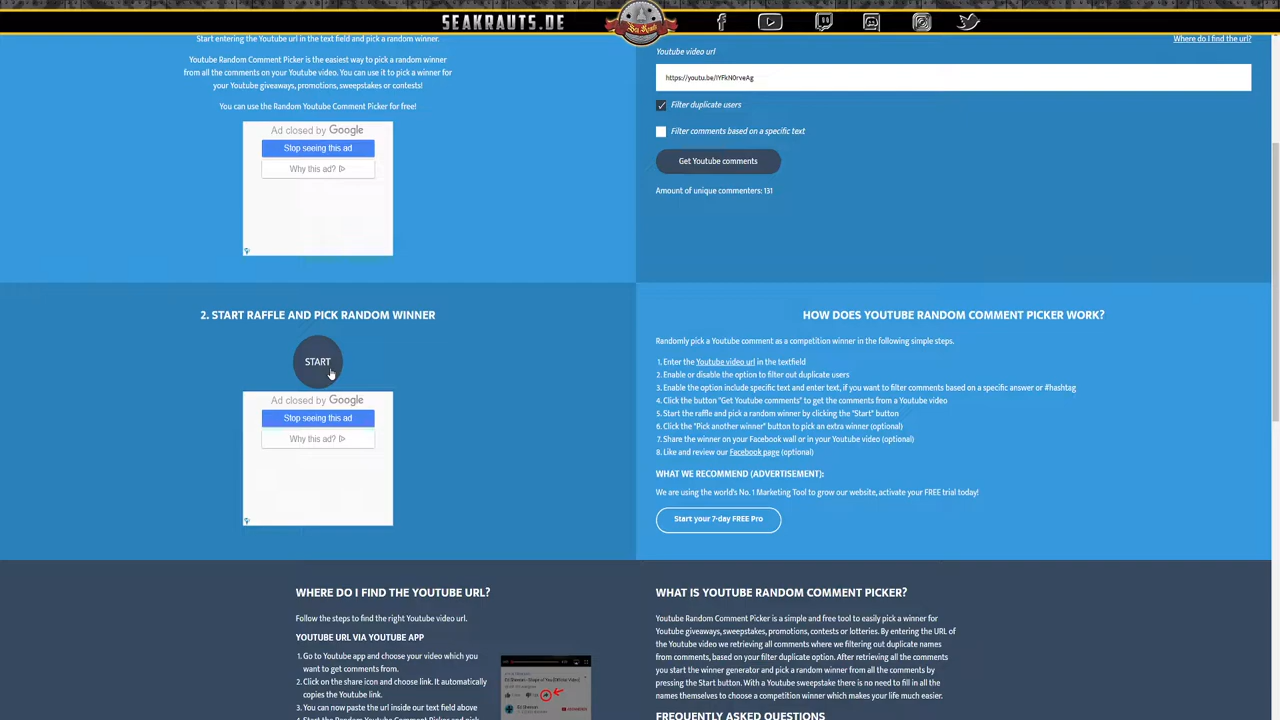 SEAKRAUTS.DE
Start entering the Youtube url in the text field and pick a random winner.
Youtube Random Comment Picker is the easiest way to pick a random winner
from all the comments on your Youtube video. You can use it to pick a winner for
your Youtube giveaways, promotions, sweepstakes or contests!
You can use the Random Youtube Comment Picker for free!
Ad closed by Google
Stop seeing this ad
Why this ad?
Where do I find the url?
Youtube video url
Filter duplicate users
Filter comments based on a specific text
Get Youtube comments
Amount of unique commenters: 131
2. START RAFFLE AND PICK RANDOM WINNER
START
Ad closed by Google
Stop seeing this ad
Why this ad?
HOW DOES YOUTUBE RANDOM COMMENT PICKER WORK?
Randomly pick a Youtube comment as a competition winner in the following simple steps.
1. Enter the Youtube video url in the textfield
2. Enable or disable the option to filter out duplicate users
3. Enable the option include specific text and enter text, if you want to filter comments based on a specific answer or #hashtag
4. Click the button "Get Youtube comments" to get the comments from a Youtube video
5. Start the raffle and pick a random winner by clicking the "Start" button
6. Click the "Pick another winner" button to pick an extra winner (optional)
7. Share the winner on your Facebook wall or in your Youtube video (optional)
8. Like and review our Facebook page (optional)
WHAT WE RECOMMEND (ADVERTISEMENT):
We are using the world's No. 1 Marketing Tool to grow our website, activate your FREE trial today!
Start your 7-day FREE Pro
WHERE DO I FIND THE YOUTUBE URL?
Follow the steps to find the right Youtube video url.
YOUTUBE URL VIA YOUTUBE APP
1. Go to Youtube app and choose your video which you
want to get comments from.
2. Click on the share icon and choose link. It automatically
copies the Youtube link.
3. You can now paste the url inside our text field above
4. Start the Random Youtube Comment Picker and pick
WHAT IS YOUTUBE RANDOM COMMENT PICKER?
Youtube Random Comment Picker is a simple and free tool to easily pick a winner for
Youtube giveaways, sweepstakes, promotions, contests or lotteries. By entering the URL of
the Youtube video we retrieving all comments where we filtering out duplicate names
from comments, based on your filter duplicate option. After retrieving all the comments
you start the winner generator and pick a random winner from all the comments by
pressing the Start button. With a Youtube sweepstake there is no need to fill in all the
names themselves to choose a competition winner which makes your life much easier.
FREQUENTLY ASKED QUESTIONS